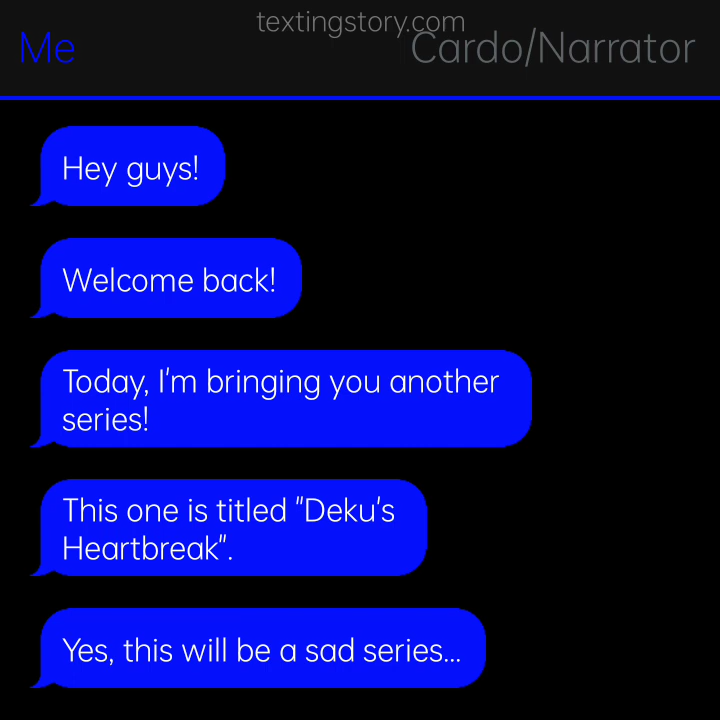 textingstory.com
Me
Cardo/Narrator
Hey guys!
Welcome back!
Today, I'm bringing you another
series!
This one is titled "Deku's
Heartbreak".
Yes, this will be a sad series...